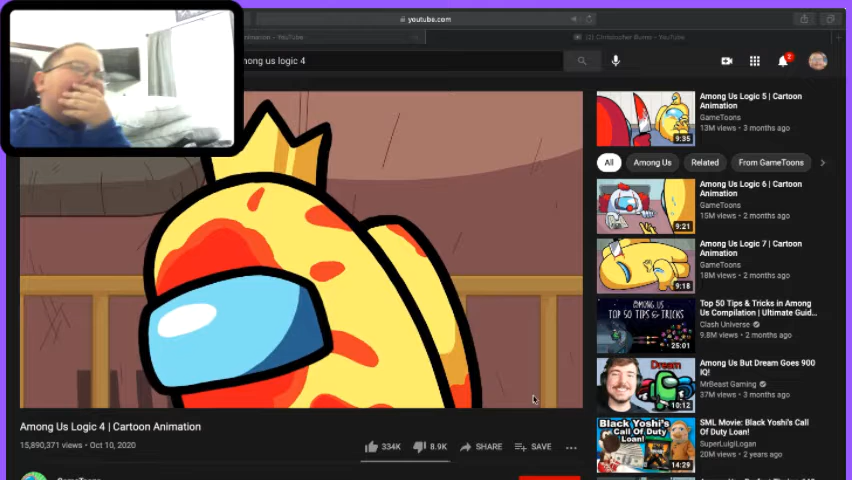 youtube.com
YouTube
(2) Christopher Burns - YouTube
ong us logic 4
2
Among Us Logic 5 | Cartoon
Animation
GameToons
13M views • 3 months ago
9:35
All
Among Us
Related
From GameToons
Among Us Logic 6 | Cartoon
Animation
GameToons
15M views • 2 months ago
9:21
Among Us Logic 7 | Cartoon
Animation
GameToons
18M views • 2 months ago
9:18
AMONG US
TOP 50 TIPS & TRICKS
25:01
Top 50 Tips & Tricks in Among
Us Compilation | Ultimate Guid...
Clash Universe
9.8M views • 2 months ago
Dream
10:12
Among Us But Dream Goes 900
IQ!
MrBeast Gaming
37M views • 3 months ago
Black Yoshi's
Call Of Duty
Loan!
14:29
SML Movie: Black Yoshi's Call
Of Duty Loan!
SuperLuigiLogan
20M views • 2 years ago
Among Us Logic 4 | Cartoon Animation
15,890,371 views • Oct 10, 2020
334K
8.9K
SHARE
SAVE
GameToons